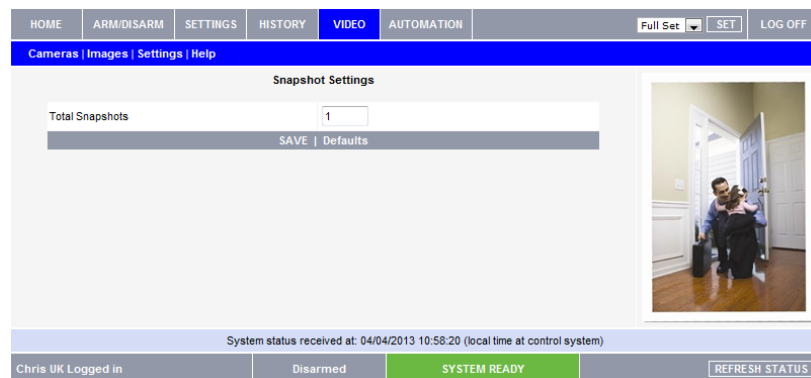 HOME ARM/DISARM SETTINGS HISTORY VIDEO AUTOMATION Full Set SET LOG OFF
Cameras | Images | Settings | Help
Snapshot Settings
Total Snapshots 1
SAVE | Defaults
System status received at: 04/04/2013 10:58:20 (local time at control system)
Chris UK Logged in Disarmed SYSTEM READY REFRESH STATUS